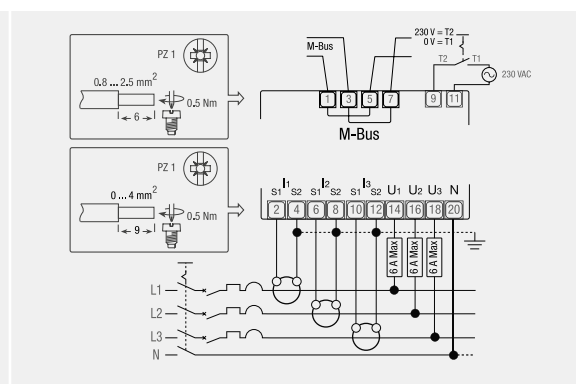 PZ 1
0.8 ... 2.5 mm²
6
0.5 Nm
M-Bus
230 V = T2
0 V = T1
T2 T1
230 VAC
1 3 5 7 9 11
M-Bus
PZ 1
0 ... 4 mm²
9
0.5 Nm
I1 I2 I3
S1 S2 S1 S2 S1 S2 U1 U2 U3 N
2 4 6 8 10 12 14 16 18 20
6 A Max 6 A Max 6 A Max
L1
L2
L3
N